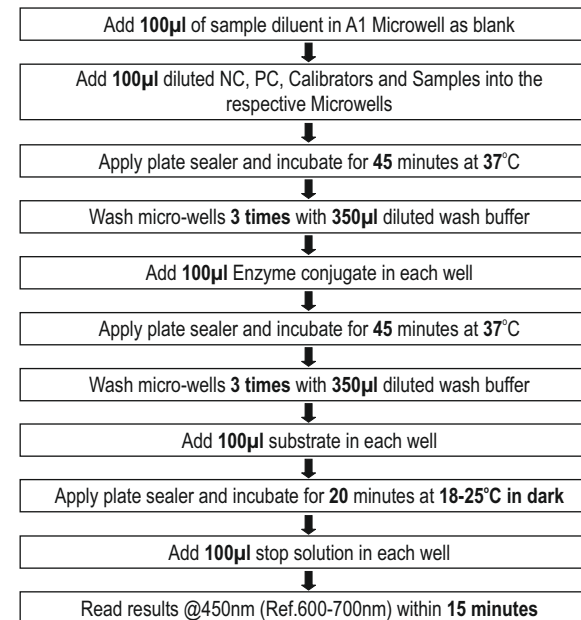 Add 100µl of sample diluent in A1 Microwell as blank
Add 100µl diluted NC, PC, Calibrators and Samples into the
respective Microwells
Apply plate sealer and incubate for 45 minutes at 37°C
Wash micro-wells 3 times with 350µl diluted wash buffer
Add 100µl Enzyme conjugate in each well
Apply plate sealer and incubate for 45 minutes at 37°C
Wash micro-wells 3 times with 350µl diluted wash buffer
Add 100µl substrate in each well
Apply plate sealer and incubate for 20 minutes at 18-25°C in dark
Add 100µl stop solution in each well
Read results @450nm (Ref.600-700nm) within 15 minutes